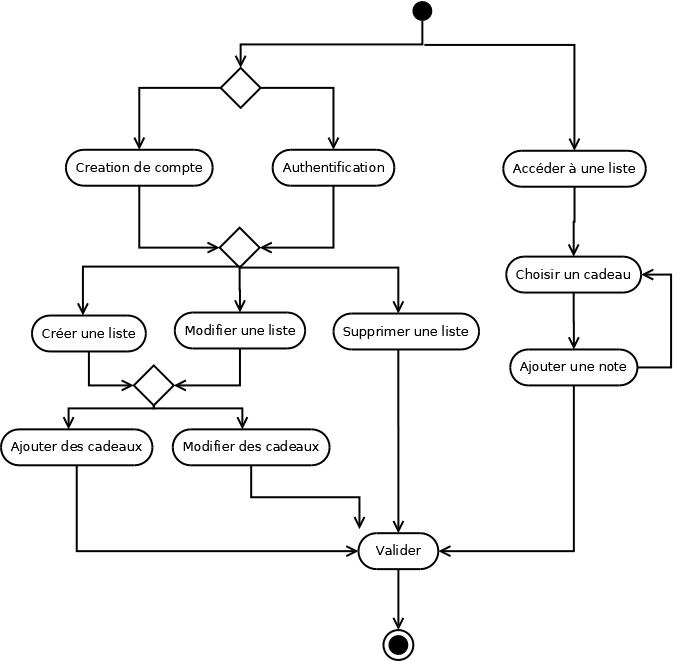 Creation de compte
Authentification
Accéder à une liste
Choisir un cadeau
Créer une liste
Modifier une liste
Supprimer une liste
Ajouter une note
Ajouter des cadeaux
Modifier des cadeaux
Valider